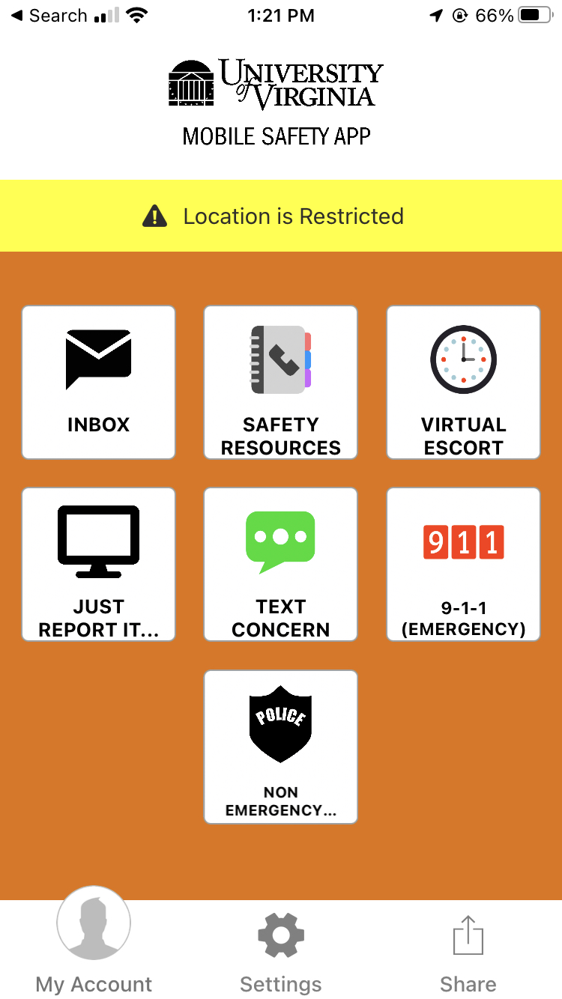 Search
1:21 PM
66%
UNIVERSITY
of VIRGINIA
MOBILE SAFETY APP
Location is Restricted
INBOX
SAFETY
RESOURCES
VIRTUAL
ESCORT
JUST
REPORT IT...
TEXT
CONCERN
911
9-1-1
(EMERGENCY)
POLICE
NON
EMERGENCY...
My Account
Settings
Share